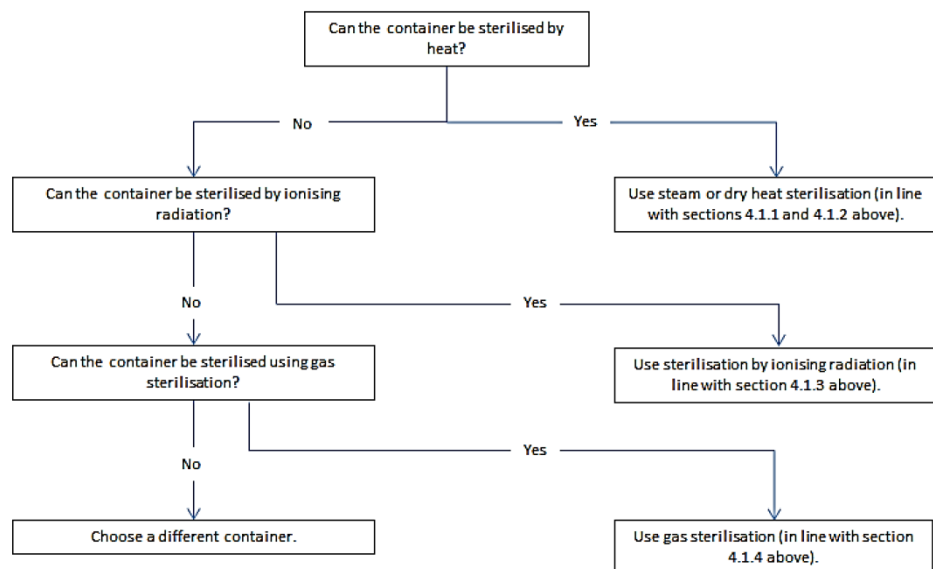 Can the container be sterilised by
heat?
No
Yes
Can the container be sterilised by ionising
radiation?
Use steam or dry heat sterilisation (in line
with sections 4.1.1 and 4.1.2 above).
No
Yes
Can the container be sterilised using gas
sterilisation?
Use sterilisation by ionising radiation (in
line with section 4.1.3 above).
No
Yes
Choose a different container.
Use gas sterilisation (in line with section
4.1.4 above).